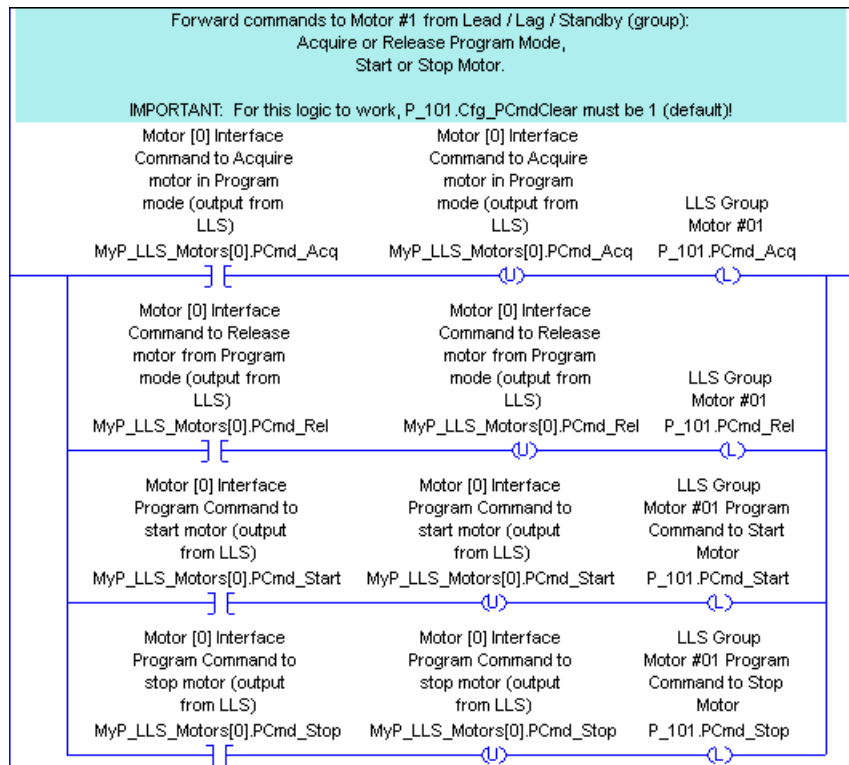 Forward commands to Motor #1 from Lead / Lag / Standby (group):
Acquire or Release Program Mode,
Start or Stop Motor.
IMPORTANT:  For this logic to work, P_101.Cfg_PCmdClear must be 1 (default)!
Motor [0] Interface
Command to Acquire
motor in Program
mode (output from
LLS)
MyP_LLS_Motors[0].PCmd_Acq
Motor [0] Interface
Command to Acquire
motor in Program
mode (output from
LLS)
MyP_LLS_Motors[0].PCmd_Acq
LLS Group
Motor #01
P_101.PCmd_Acq
U
L
Motor [0] Interface
Command to Release
motor from Program
mode (output from
LLS)
MyP_LLS_Motors[0].PCmd_Rel
Motor [0] Interface
Command to Release
motor from Program
mode (output from
LLS)
MyP_LLS_Motors[0].PCmd_Rel
LLS Group
Motor #01
P_101.PCmd_Rel
U
L
Motor [0] Interface
Program Command to
start motor (output
from LLS)
MyP_LLS_Motors[0].PCmd_Start
Motor [0] Interface
Program Command to
start motor (output
from LLS)
MyP_LLS_Motors[0].PCmd_Start
LLS Group
Motor #01 Program
Command to Start
Motor
P_101.PCmd_Start
U
L
Motor [0] Interface
Program Command to
stop motor (output
from LLS)
MyP_LLS_Motors[0].PCmd_Stop
Motor [0] Interface
Program Command to
stop motor (output
from LLS)
MyP_LLS_Motors[0].PCmd_Stop
LLS Group
Motor #01 Program
Command to Stop
Motor
P_101.PCmd_Stop
U
L